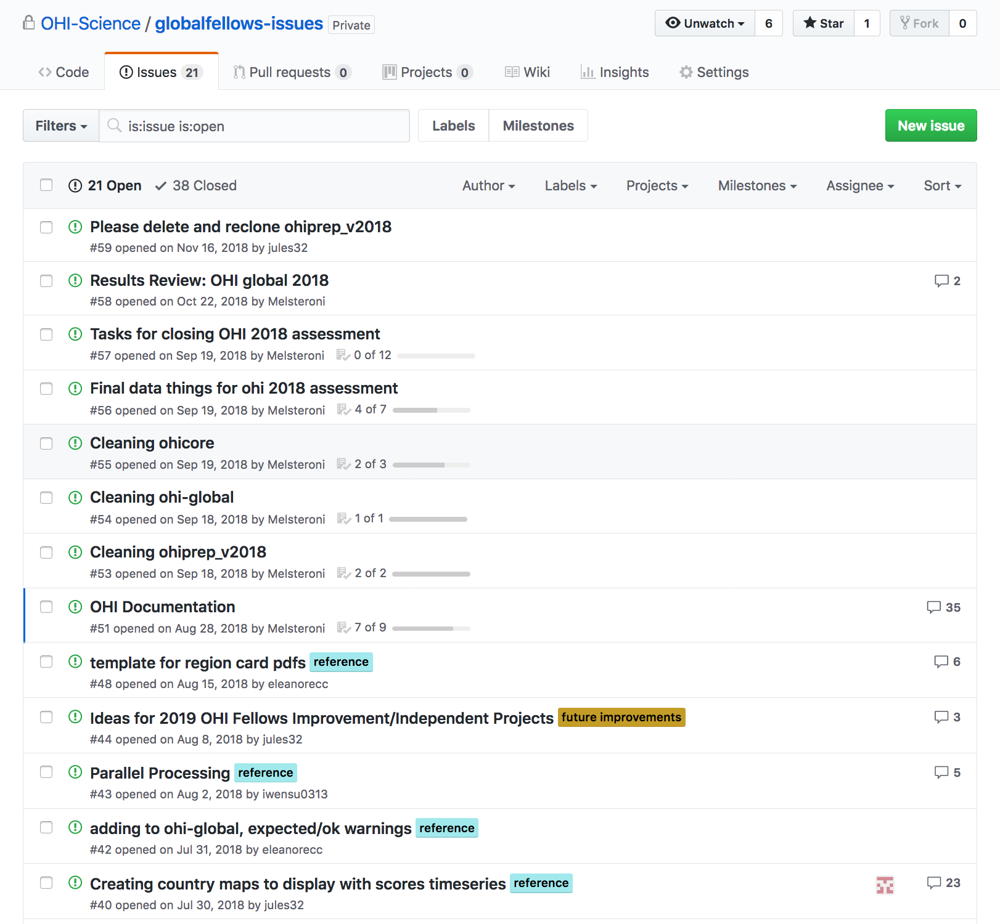 OHI-Science / globalfellows-issues Private
Unwatch 6 Star 1 Fork 0
Code Issues 21 Pull requests 0 Projects 0 Wiki Insights Settings
Filters is:issue is:open Labels Milestones New issue
21 Open 38 Closed Author Labels Projects Milestones Assignee Sort
Please delete and reclone ohiprep_v2018
#59 opened on Nov 16, 2018 by jules32
Results Review: OHI global 2018 2
#58 opened on Oct 22, 2018 by Melsteroni
Tasks for closing OHI 2018 assessment
#57 opened on Sep 19, 2018 by Melsteroni 0 of 12
Final data things for ohi 2018 assessment
#56 opened on Sep 19, 2018 by Melsteroni 4 of 7
Cleaning ohicore
#55 opened on Sep 19, 2018 by Melsteroni 2 of 3
Cleaning ohi-global
#54 opened on Sep 18, 2018 by Melsteroni 1 of 1
Cleaning ohiprep_v2018
#53 opened on Sep 18, 2018 by Melsteroni 2 of 2
OHI Documentation 35
#51 opened on Aug 28, 2018 by Melsteroni 7 of 9
template for region card pdfs reference 6
#48 opened on Aug 15, 2018 by eleanorecc
Ideas for 2019 OHI Fellows Improvement/Independent Projects future improvements 3
#44 opened on Aug 8, 2018 by jules32
Parallel Processing reference 5
#43 opened on Aug 2, 2018 by iwensu0313
adding to ohi-global, expected/ok warnings reference
#42 opened on Jul 31, 2018 by eleanorecc
Creating country maps to display with scores timeseries reference 23
#40 opened on Jul 30, 2018 by jules32